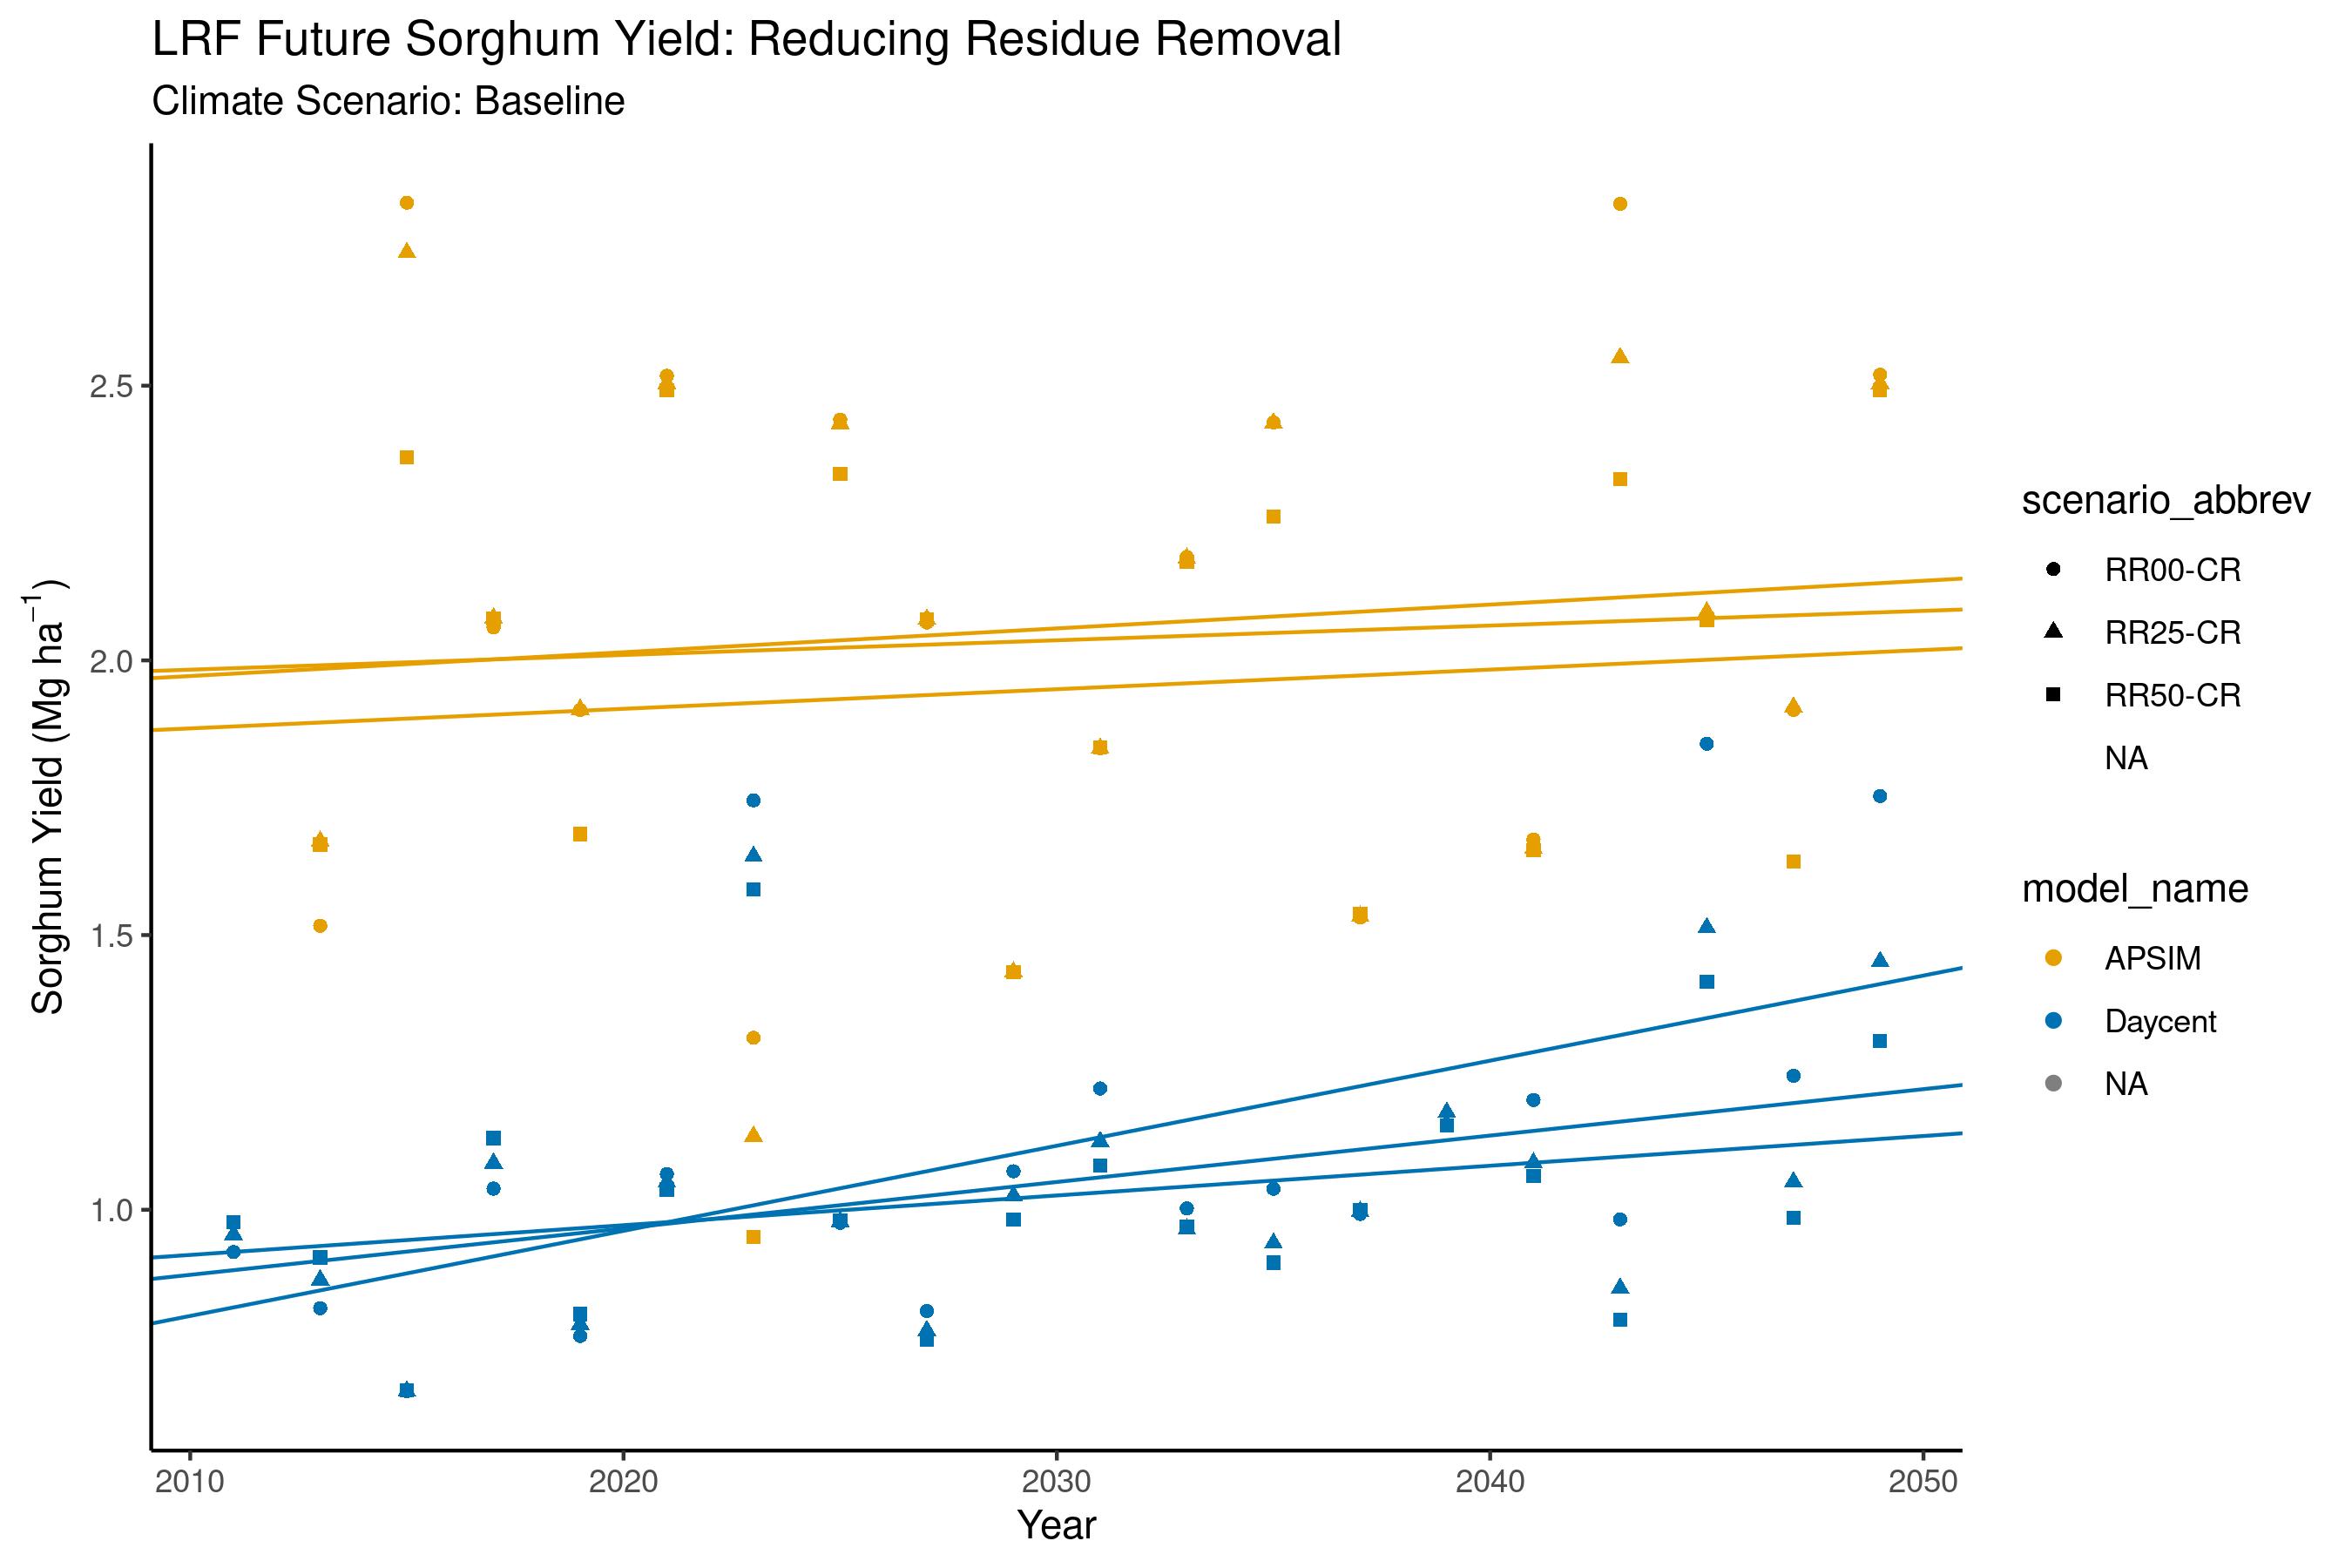 LRF Future Sorghum Yield: Reducing Residue Removal
Climate Scenario: Baseline
Sorghum Yield (Mg ha⁻¹)
2.5
2.0
1.5
1.0
2010
2020
2030
2040
2050
Year
scenario_abbrev
RR00-CR
RR25-CR
RR50-CR
NA
model_name
APSIM
Daycent
NA